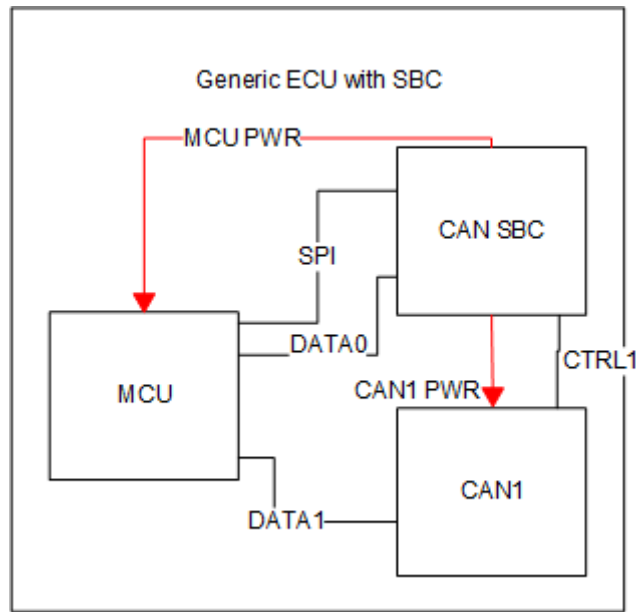 Generic ECU with SBC
MCU PWR
CAN SBC
SPI
DATA0
CTRL1
CAN1 PWR
MCU
CAN1
DATA1